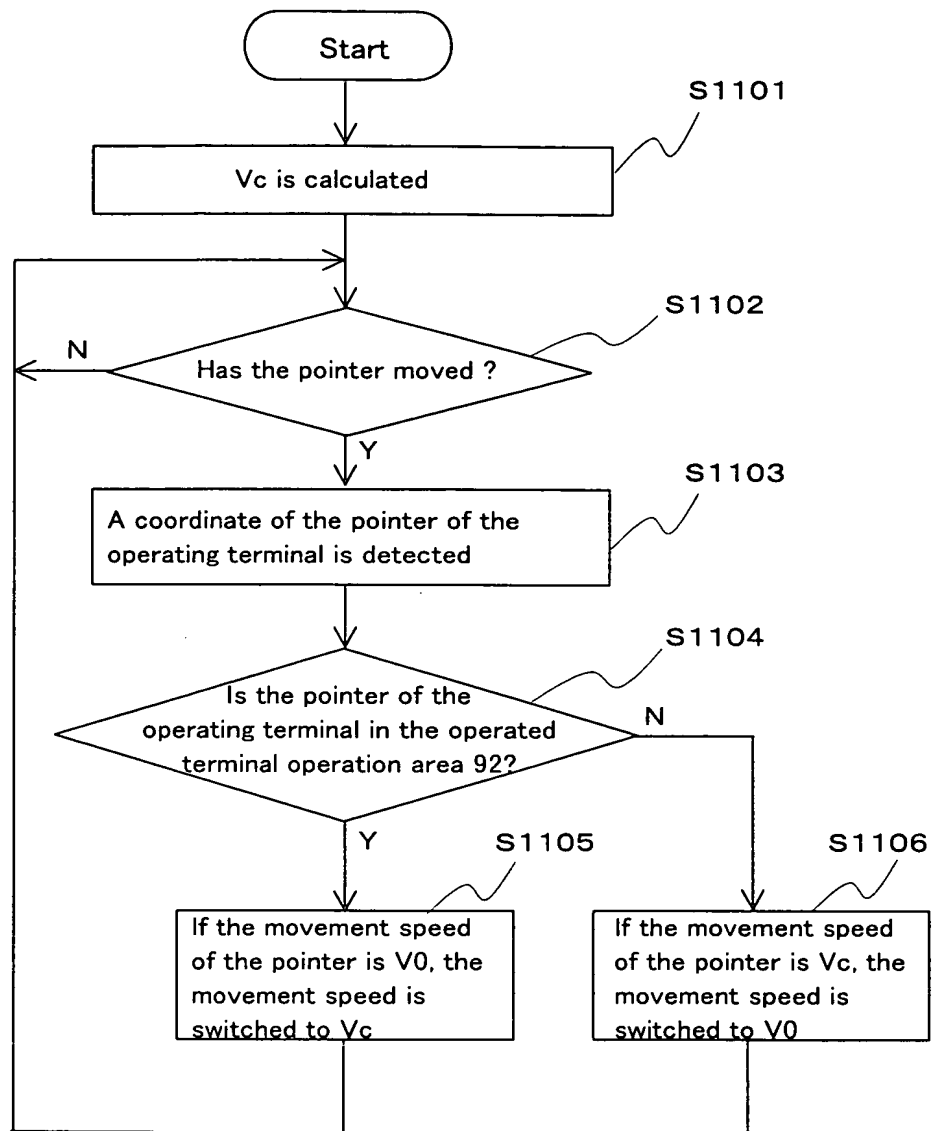 Start
S1101
Vc is calculated
S1102
N
Has the pointer moved ?
Y
S1103
A coordinate of the pointer of the
operating terminal is detected
S1104
Is the pointer of the
operating terminal in the operated
terminal operation area 92?
N
Y
S1105
S1106
If the movement speed
of the pointer is V0, the
movement speed is
switched to Vc
If the movement speed
of the pointer is Vc, the
movement speed is
switched to V0